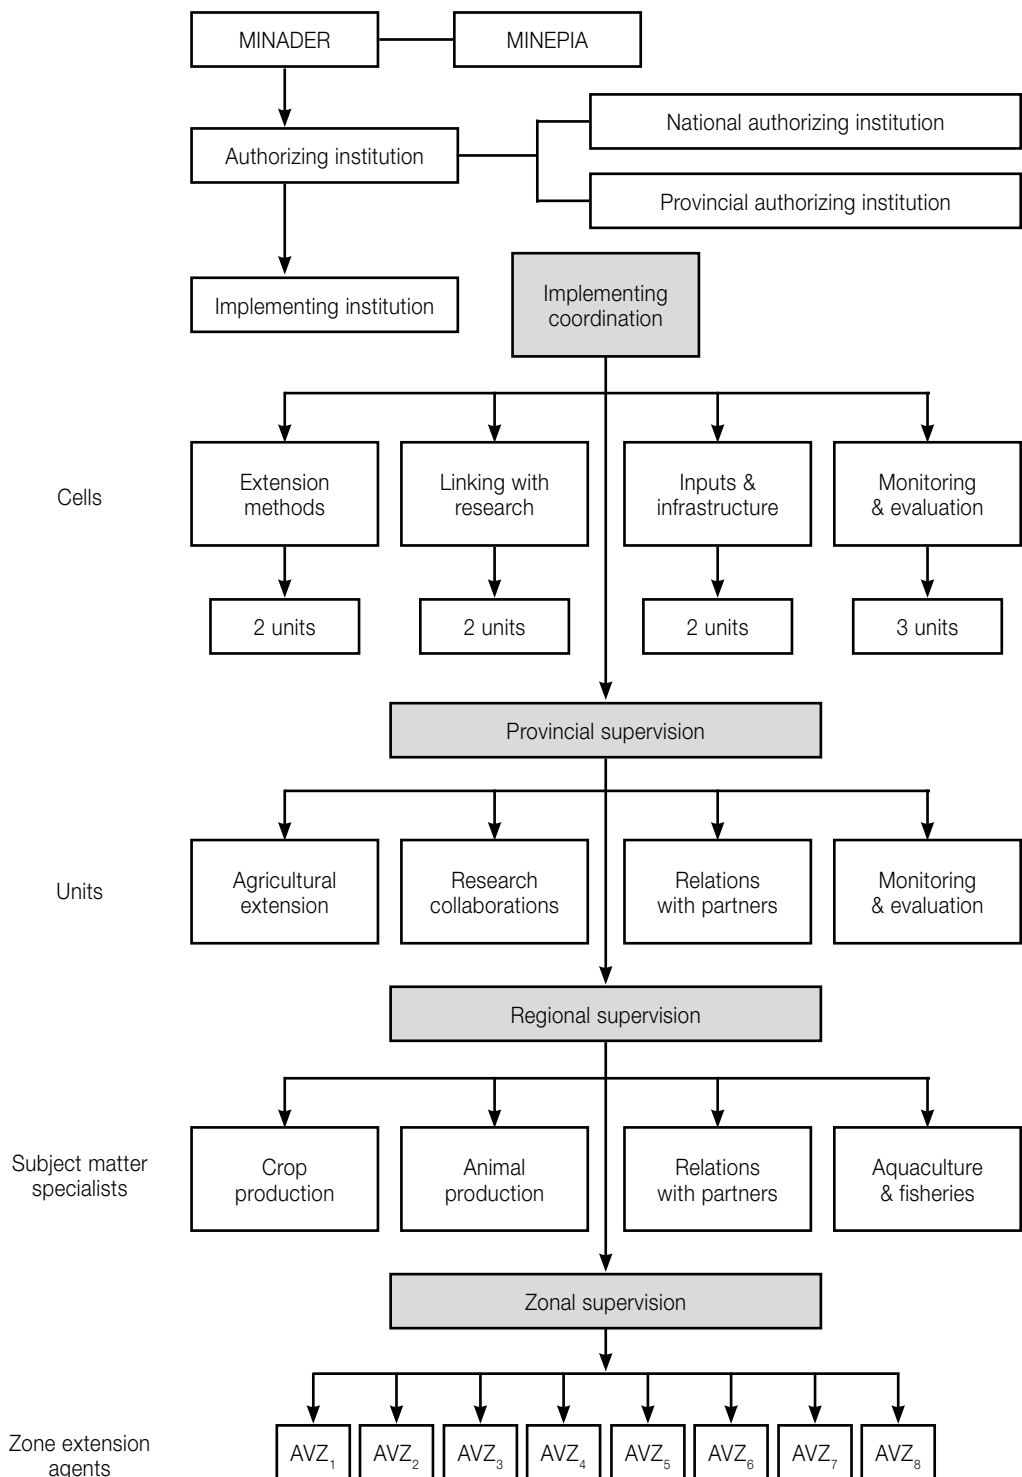 MINADER
MINEPIA
National authorizing institution
Authorizing institution
Provincial authorizing institution
Implementing institution
Implementing
coordination
Cells
Extension
methods
Linking with
research
Inputs &
infrastructure
Monitoring
& evaluation
2 units
2 units
2 units
3 units
Provincial supervision
Units
Agricultural
extension
Research
collaborations
Relations
with partners
Monitoring
& evaluation
Regional supervision
Subject matter
specialists
Crop
production
Animal
production
Relations
with partners
Aquaculture
& fisheries
Zonal supervision
Zone extension
agents
AVZ₁
AVZ₂
AVZ₃
AVZ₄
AVZ₅
AVZ₆
AVZ₇
AVZ₈